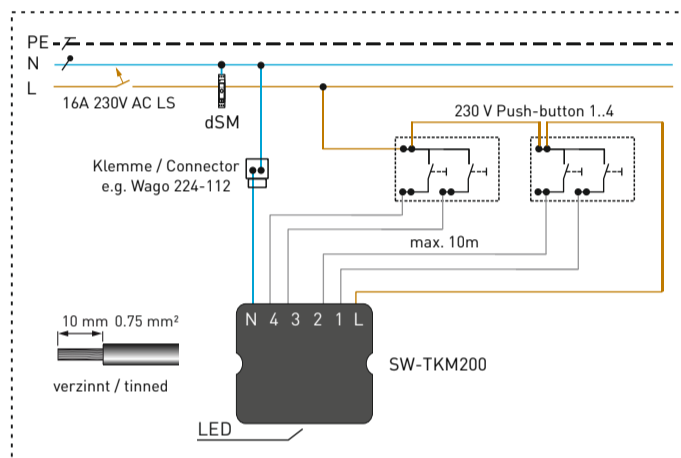 PE
N
L
16A 230V AC LS
dSM
230 V Push-button 1..4
Klemme / Connector
e.g. Wago 224-112
max. 10m
10 mm 0.75 mm²
verzinnt / tinned
N 4 3 2 1 L
SW-TKM200
LED